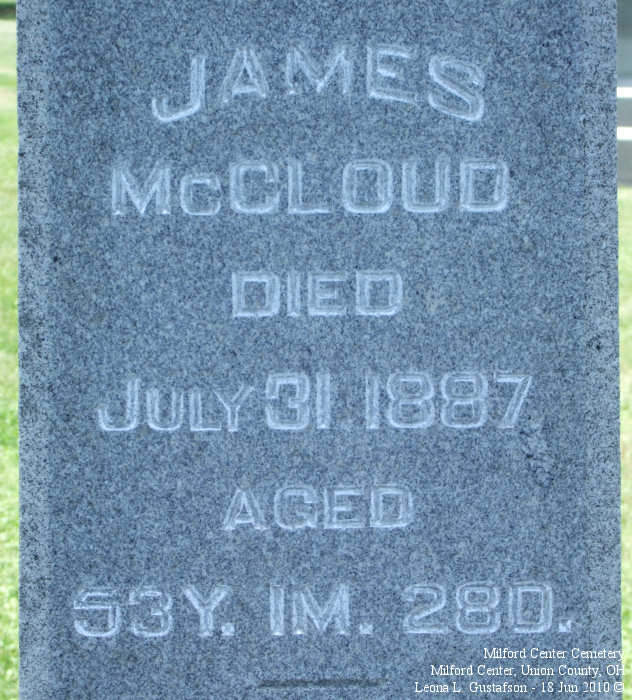 JAMES
McCLOUD
DIED
JULY 31. 1887.
AGED
53Y. 1M. 28D.
Milford Center Cemetery
Milford Center, Union County, OH
Leona L. Gustafson - 18 Jun 2010 ©